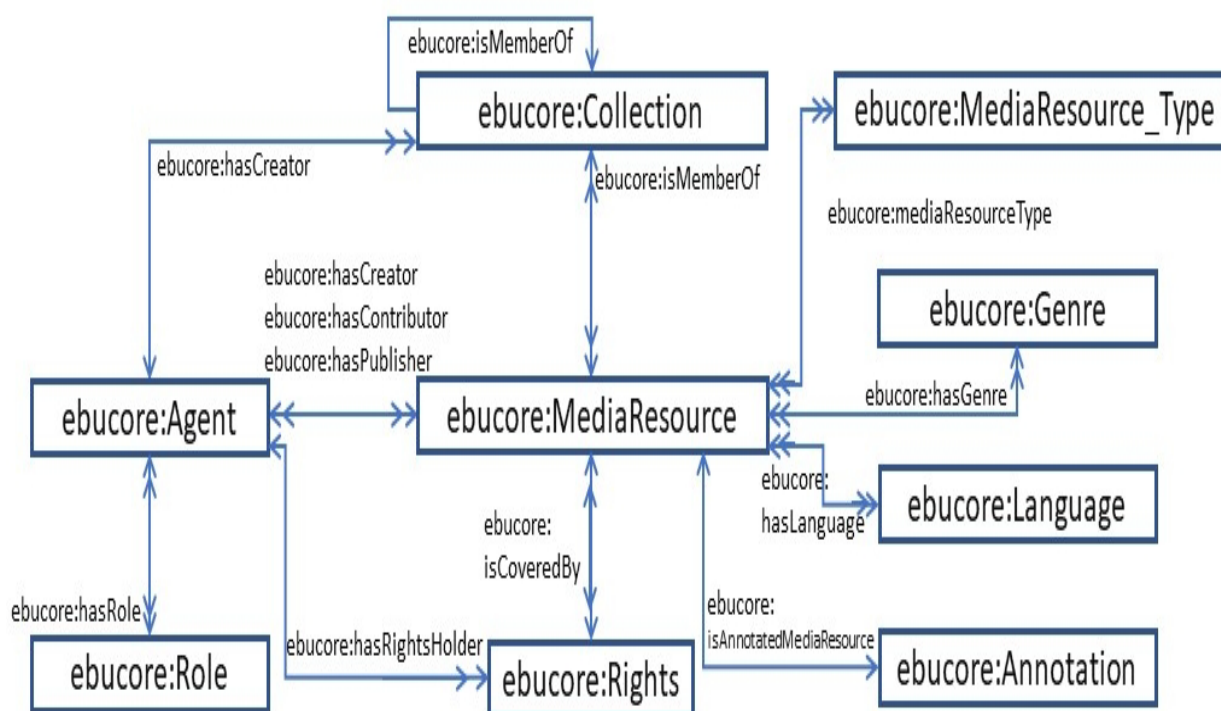 ebucore:isMemberOf
ebucore:Collection
ebucore:MediaResource_Type
ebucore:hasCreator
ebucore:isMemberOf
ebucore:mediaResourceType
ebucore:hasCreator
ebucore:hasContributor
ebucore:hasPublisher
ebucore:Genre
ebucore:hasGenre
ebucore:Agent
ebucore:MediaResource
ebucore:
hasLanguage
ebucore:Language
ebucore:
isCoveredBy
ebucore:hasRole
ebucore:hasRightsHolder
ebucore:
isAnnotatedMediaResource
ebucore:Role
ebucore:Rights
ebucore:Annotation